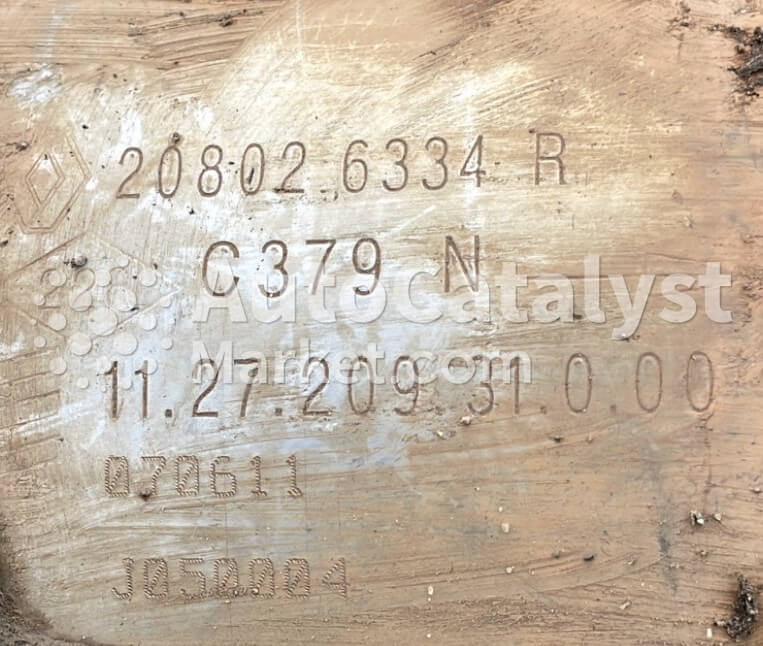 20802 6334 R
C379 N
AutoCatalyst
Market.com
11.27.209.31.0.00
070611
J050004